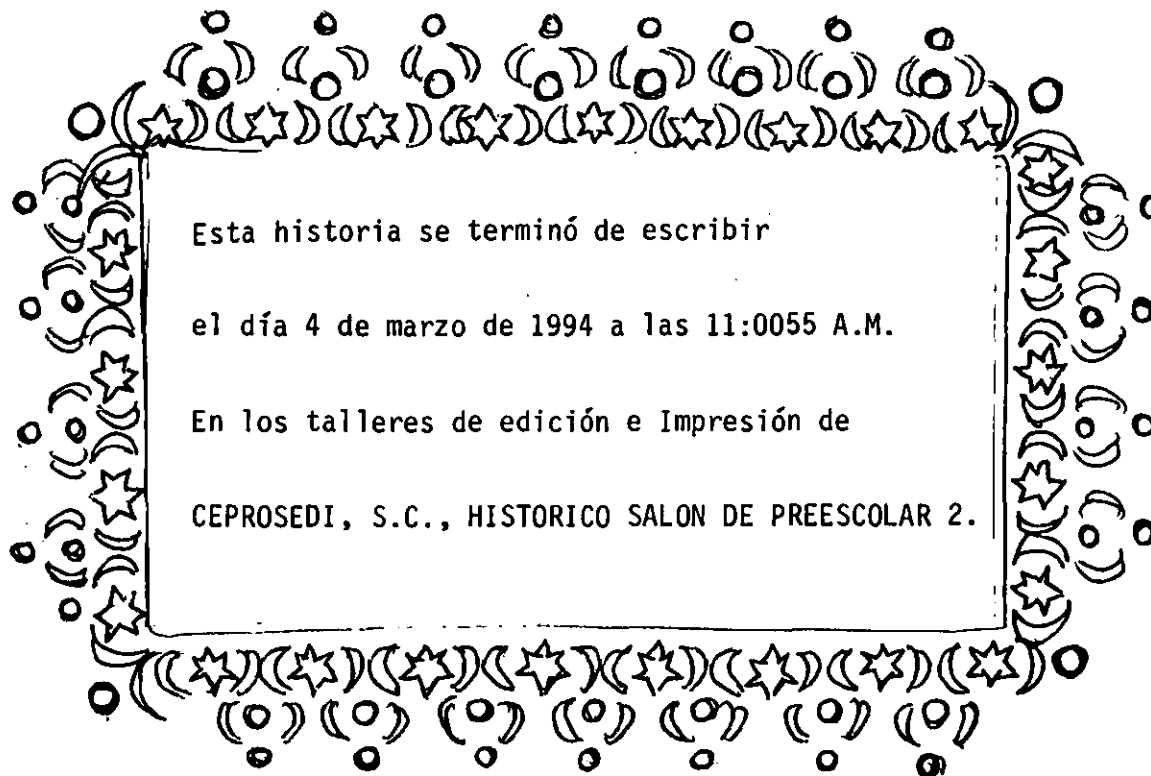 Esta historia se terminó de escribir
el día 4 de marzo de 1994 a las 11:0055 A.M.
En los talleres de edición e Impresión de
CEPROSEDI, S.C., HISTORICO SALON DE PREESCOLAR 2.